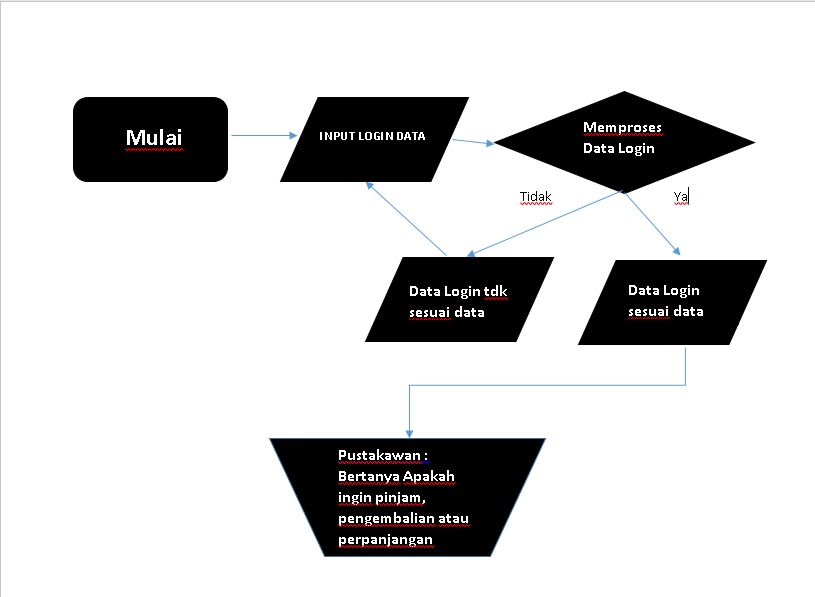 Mulai
INPUT LOGIN DATA
Memproses
Data Login
Tidak
Ya
Data Login tdk
sesuai data
Data Login
sesuai data
Pustakawan :
Bertanya Apakah
ingin pinjam,
pengembalian atau
perpanjangan